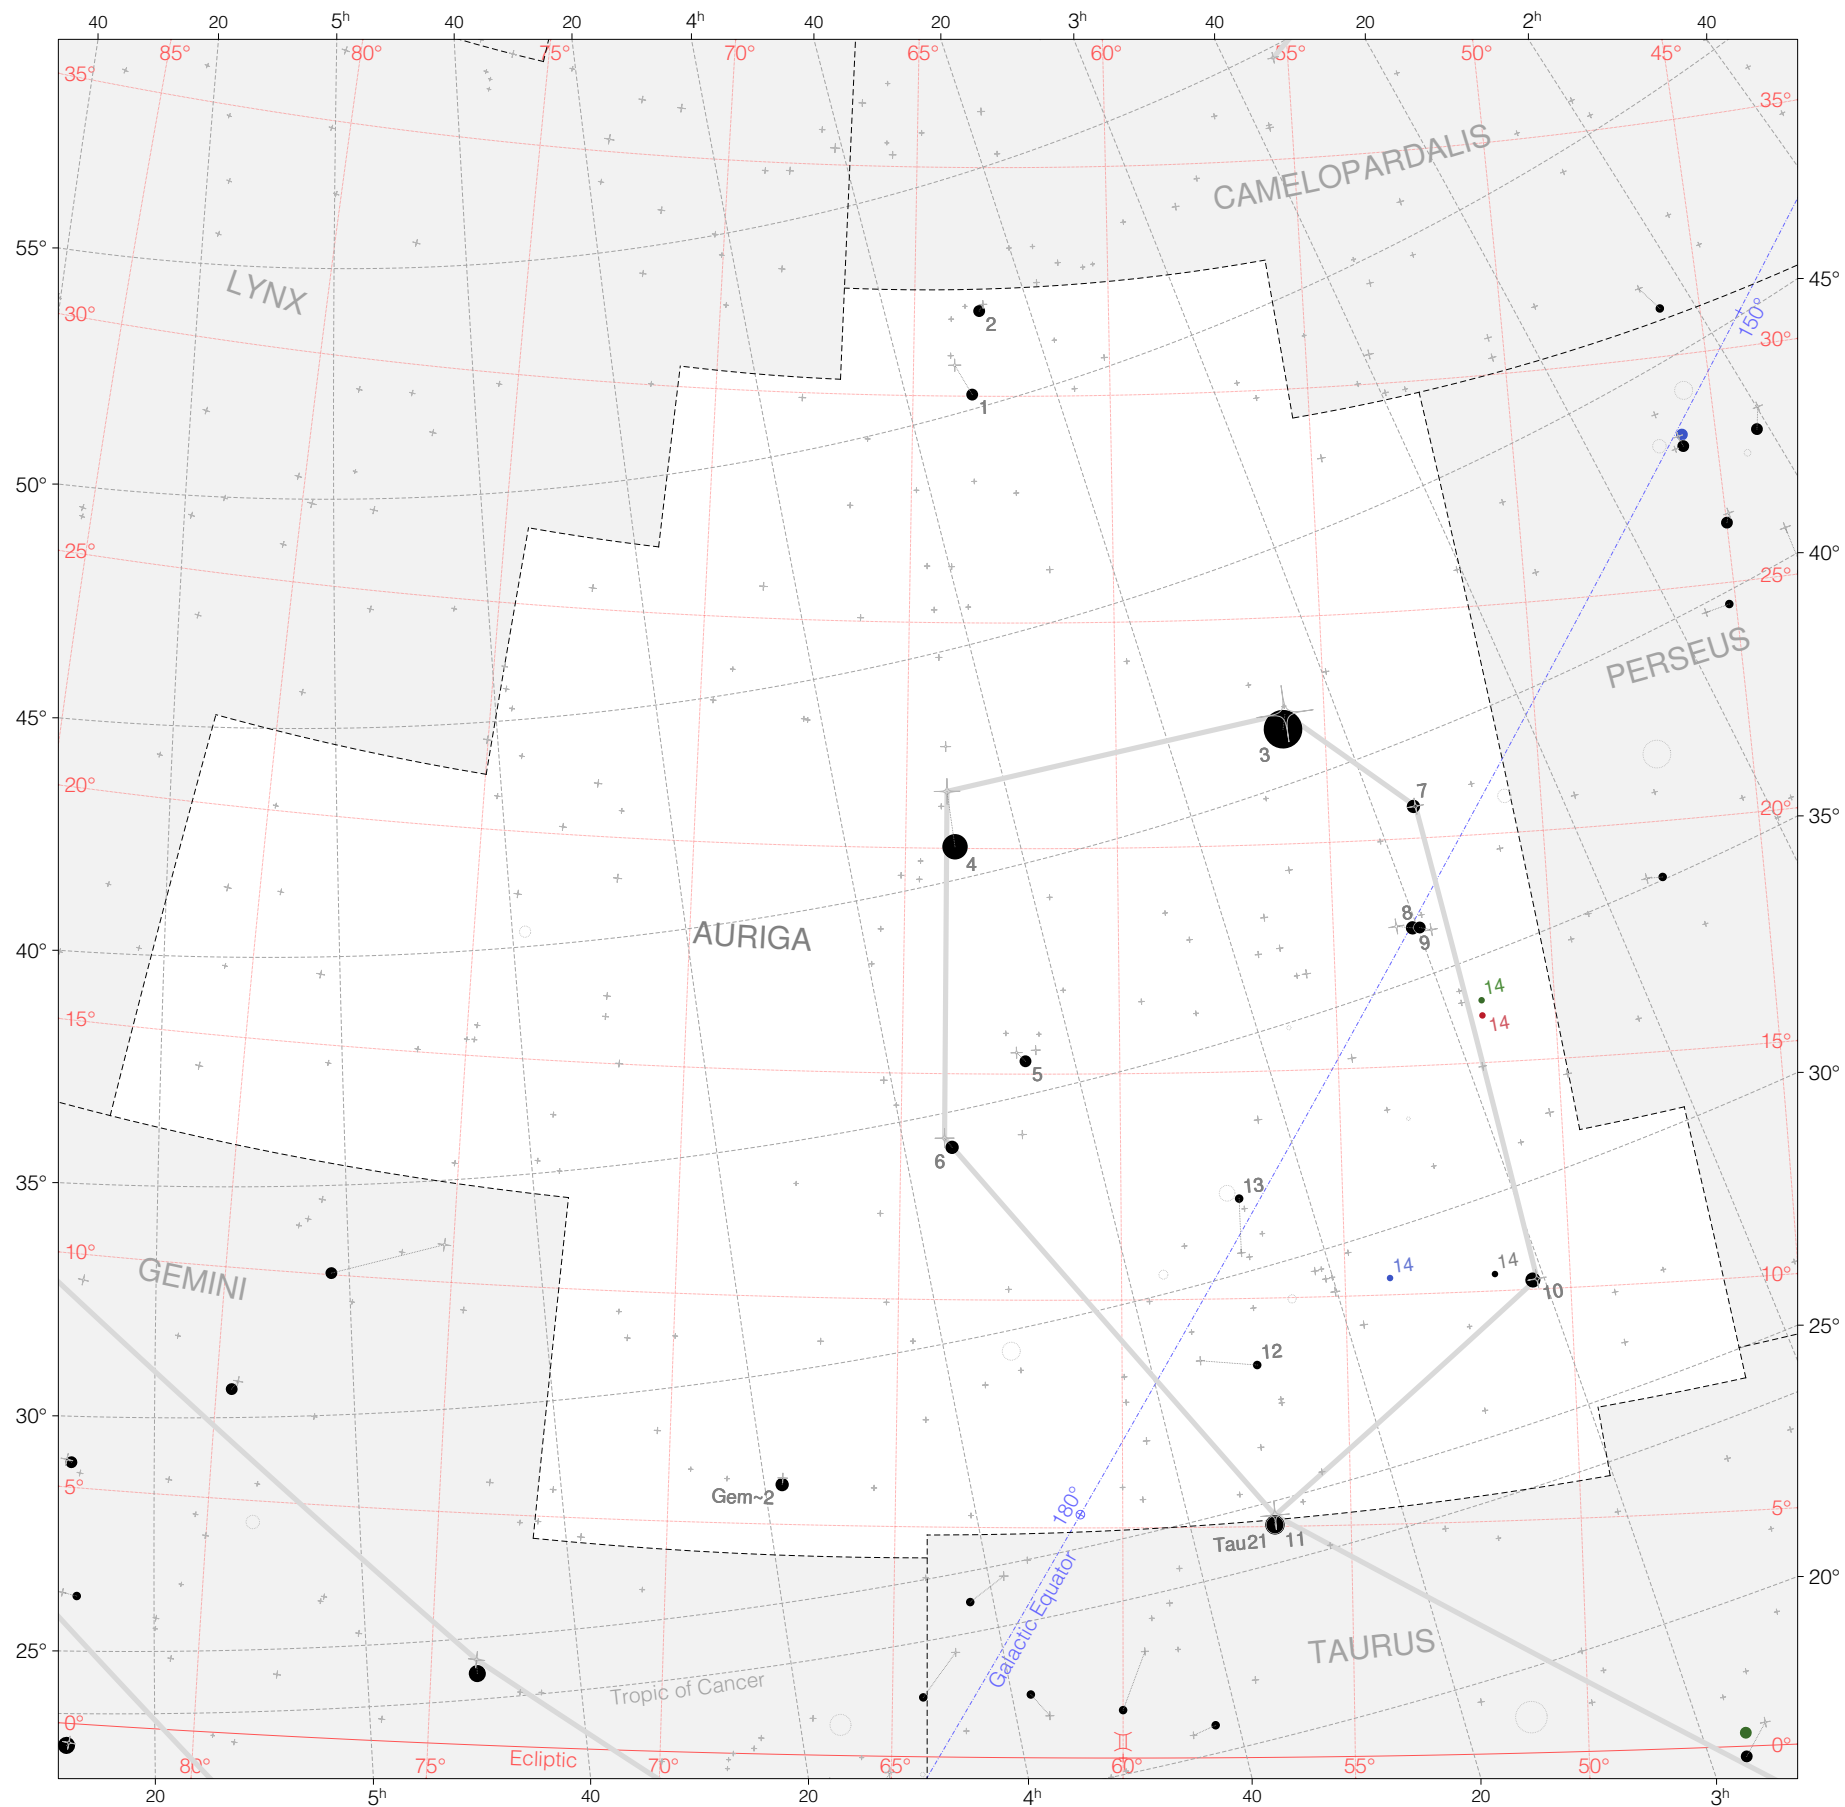 40 20 5h 40 20 4h 40 20 3h 40 20 2h 40
85° 80° 75° 70° 65° 60° 55° 50° 45°
35° 35°
CAMELOPARDALIS
55°
LYNX
45°
30° 150° 30°
2
1
50°
25° 40°
25°
PERSEUS
45°
3
20° 7 20°
35°
4
8
AURIGA
9
40°
14
15° 14
15°
5 30°
6
35° 13
10° 14 14 10°
GEMINI 10
25°
12
30°
5° Gem~2 180° 5°
Tau21 11
20°
Galactic Equator
TAURUS
25°
Tropic of Cancer
0° 0°
Ecliptic
80° 75° 70° 65° 60° 55° 50°
20 5h 40 20 4h 40 20 3h